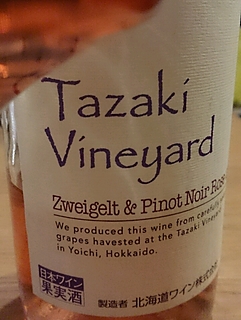 Tazaki
Vineyard
Zweigelt & Pinot Noir Rose
We produced this wine from carefully
grapes havested at the Tazaki Vineyard
in Yoichi, Hokkaido.
日本ワイン
果実酒
製造者 北海道ワイン株式会社